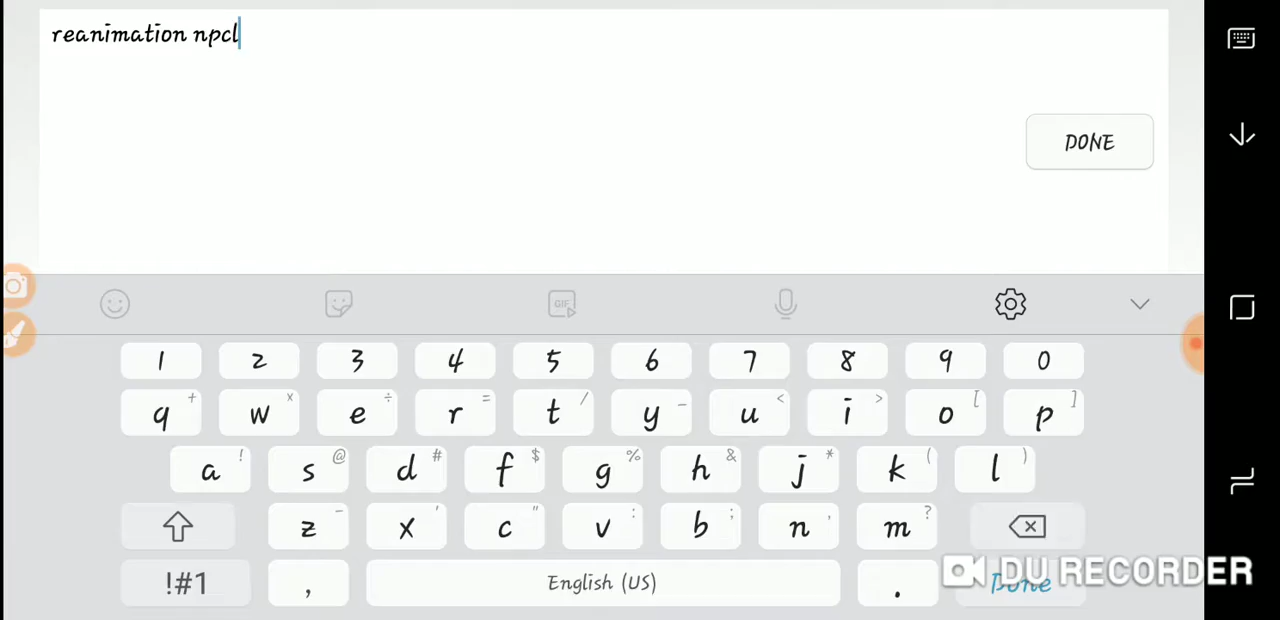 reanimation npcl
DONE
GIF
1 2 3 4 5 6 7 8 9 0
q + w × e ÷ r = t / y – u < i > o [ p ]
a ! s @ d # f $ g % h & j * k ( l )
z - x ' c " v : b ; n , m ?
!#1 , English (US) . Done
DU RECORDER